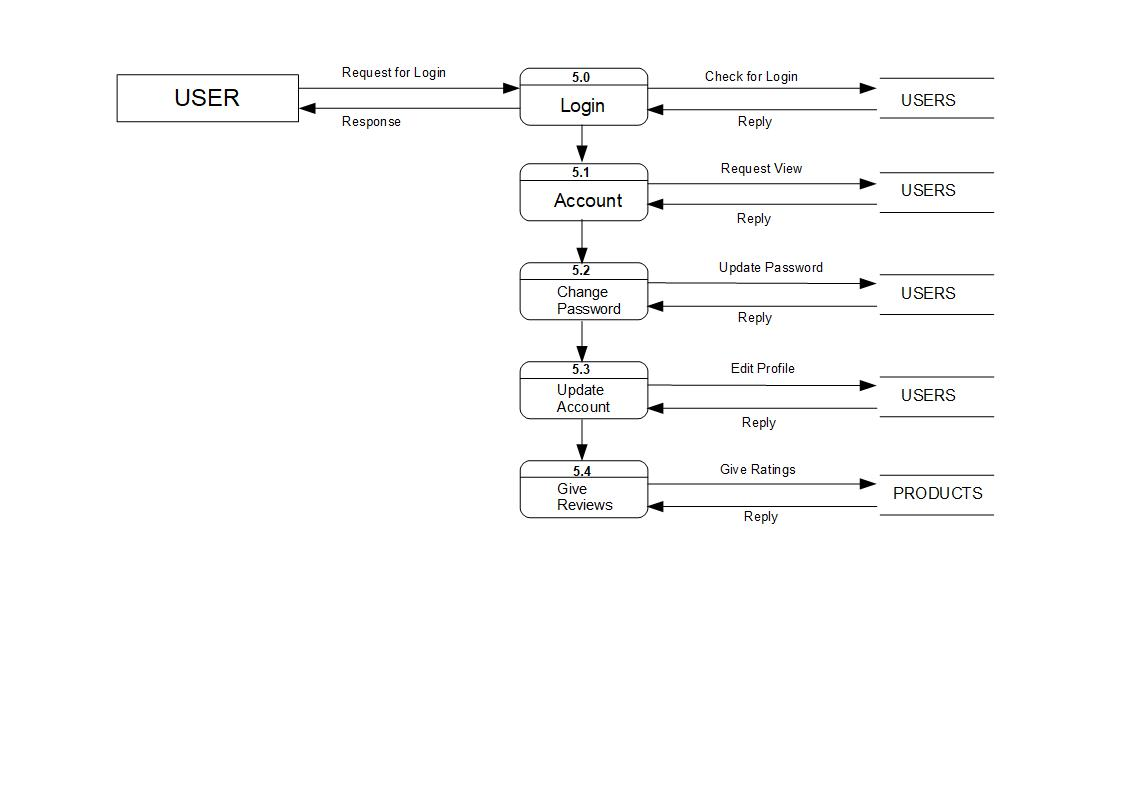 Request for Login
5.0
Check for Login
USER
Login
USERS
Response
Reply
5.1
Request View
Account
USERS
Reply
5.2
Update Password
Change
Password
USERS
Reply
5.3
Edit Profile
Update
Account
USERS
Reply
5.4
Give Ratings
Give
Reviews
PRODUCTS
Reply